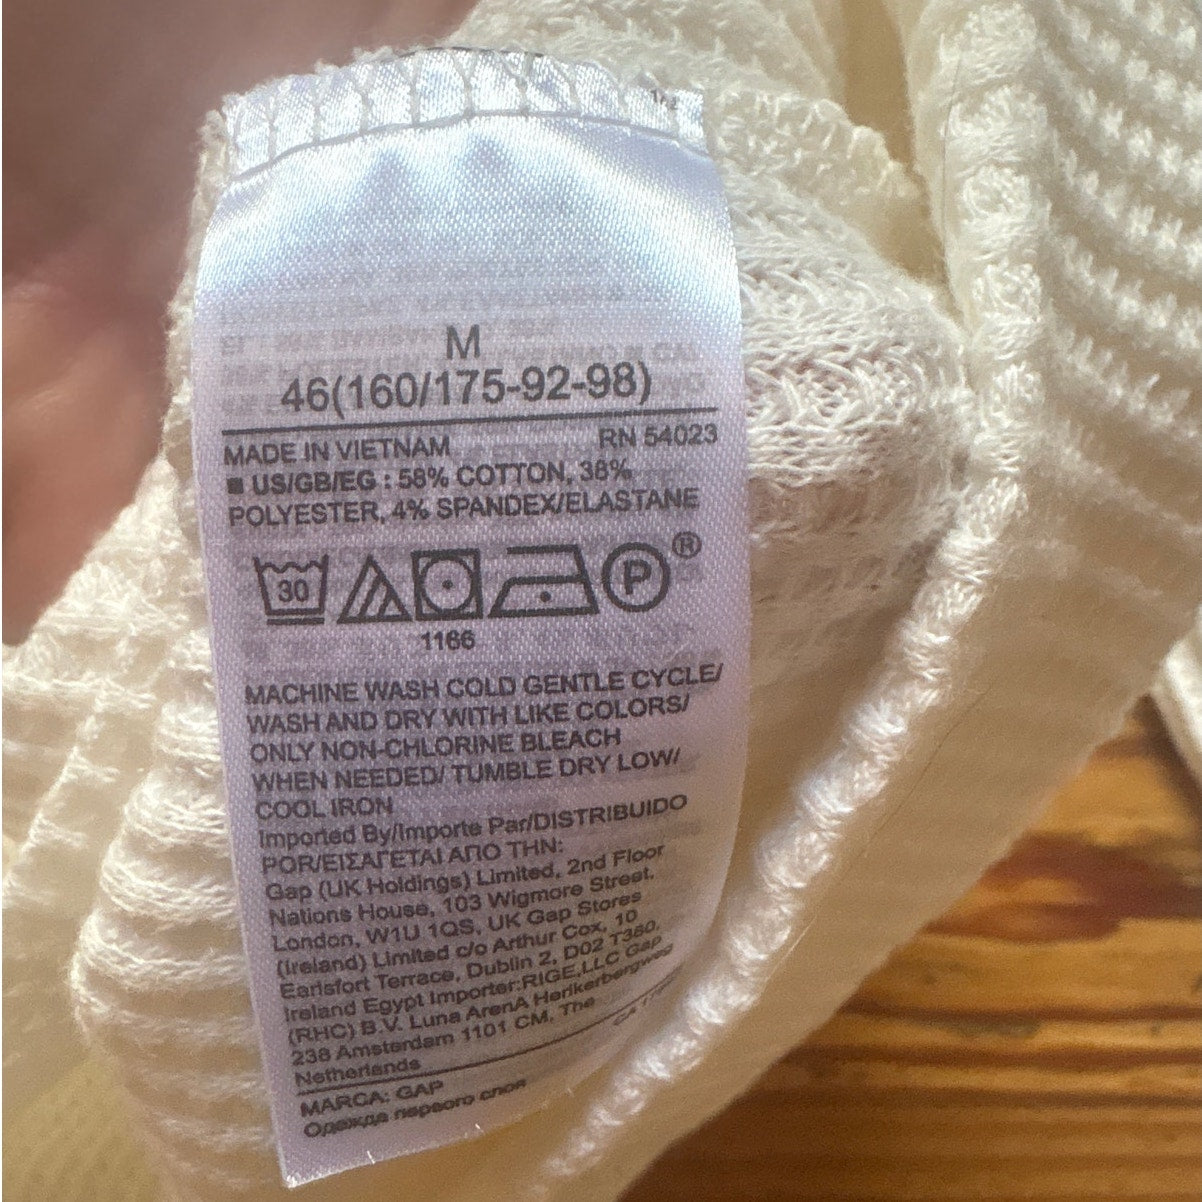 M
46(160/175-92-98)
MADE IN VIETNAM RN 54023
■ US/GB/EG : 58% COTTON, 38%
POLYESTER, 4% SPANDEX/ELASTANE
30 P ®
1166
MACHINE WASH COLD GENTLE CYCLE/
WASH AND DRY WITH LIKE COLORS/
ONLY NON-CHLORINE BLEACH
WHEN NEEDED/ TUMBLE DRY LOW/
COOL IRON
Imported By/Importe Par/DISTRIBUIDO
POR/ΕΙΣΑΓΕΤΑΙ ΑΠΟ ΤΗΝ:
Gap (UK Holdings) Limited, 2nd Floor
Nations House, 103 Wigmore Street,
London, W1U 1QS, UK Gap Stores
(Ireland) Limited c/o Arthur Cox, 10
Earlsfort Terrace, Dublin 2, D02 T380,
Ireland Egypt Importer:RIGE,LLC Gap
(RHC) B.V. Luna ArenA Herikerbergweg
238 Amsterdam 1101 CM, The
Netherlands
MARCA: GAP
Одежда первого слоя